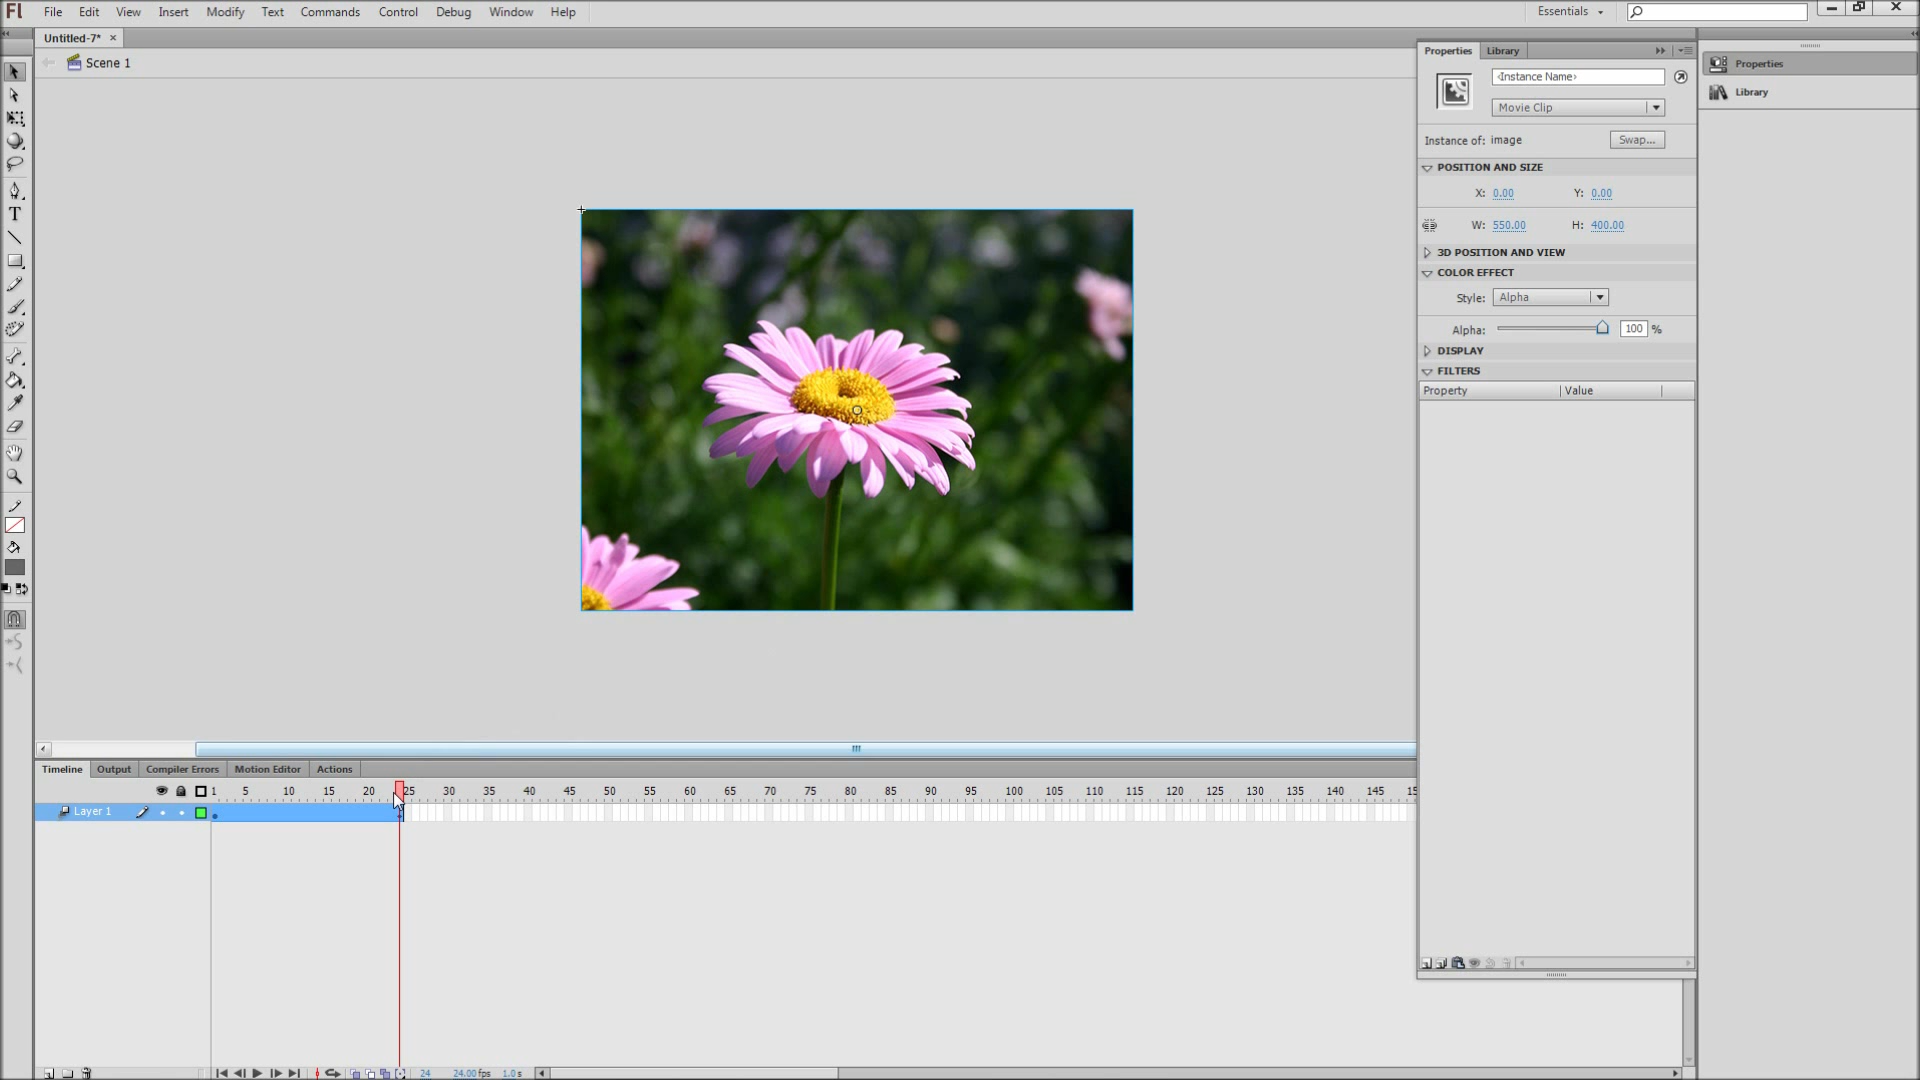 Fl File Edit View Insert Modify Text Commands Control Debug Window Help Essentials
Untitled-7* ×
Scene 1
Properties Library
<Instance Name>
Movie Clip
Instance of: image Swap...
POSITION AND SIZE
X: 0.00 Y: 0.00
W: 550.00 H: 400.00
3D POSITION AND VIEW
COLOR EFFECT
Style: Alpha
Alpha: 100 %
DISPLAY
FILTERS
Property Value
Properties
Library
T
Timeline Output Compiler Errors Motion Editor Actions
1 5 10 15 20 25 30 35 40 45 50 55 60 65 70 75 80 85 90 95 100 105 110 115 120 125 130 135 140 145 15
Layer 1
24 24.00 fps 1.0 s